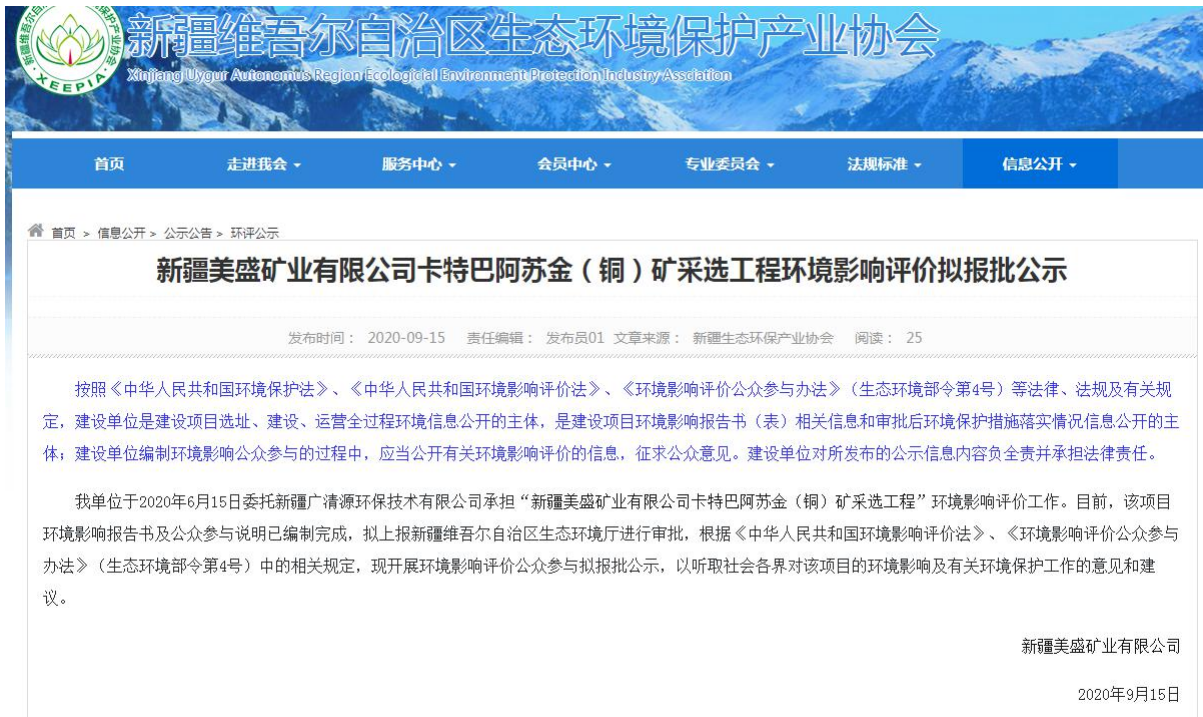 新疆维吾尔自治区生态环境保护产业协会
XEEPIA
Xinjiang Uygur Autonomus Region Ecologicial Environment Protection Industry Assciation
首页 走进我会 服务中心 会员中心 专业委员会 法规标准 信息公开
首页 > 信息公开 > 公示公告 > 环评公示
新疆美盛矿业有限公司卡特巴阿苏金（铜）矿采选工程环境影响评价拟报批公示
发布时间： 2020-09-15 责任编辑： 发布员01 文章来源： 新疆生态环保产业协会 阅读： 25
按照《中华人民共和国环境保护法》、《中华人民共和国环境影响评价法》、《环境影响评价公众参与办法》（生态环境部令第4号）等法律、法规及有关规
定，建设单位是建设项目选址、建设、运营全过程环境信息公开的主体，是建设项目环境影响报告书（表）相关信息和审批后环境保护措施落实情况信息公开的主
体；建设单位编制环境影响公众参与的过程中，应当公开有关环境影响评价的信息，征求公众意见。建设单位对所发布的公示信息内容负全责并承担法律责任。
我单位于2020年6月15日委托新疆广清源环保技术有限公司承担“新疆美盛矿业有限公司卡特巴阿苏金（铜）矿采选工程”环境影响评价工作。目前，该项目
环境影响报告书及公众参与说明已编制完成，拟上报新疆维吾尔自治区生态环境厅进行审批，根据《中华人民共和国环境影响评价法》、《环境影响评价公众参与
办法》（生态环境部令第4号）中的相关规定，现开展环境影响评价公众参与拟报批公示，以听取社会各界对该项目的环境影响及有关环境保护工作的意见和建
议。
新疆美盛矿业有限公司
2020年9月15日